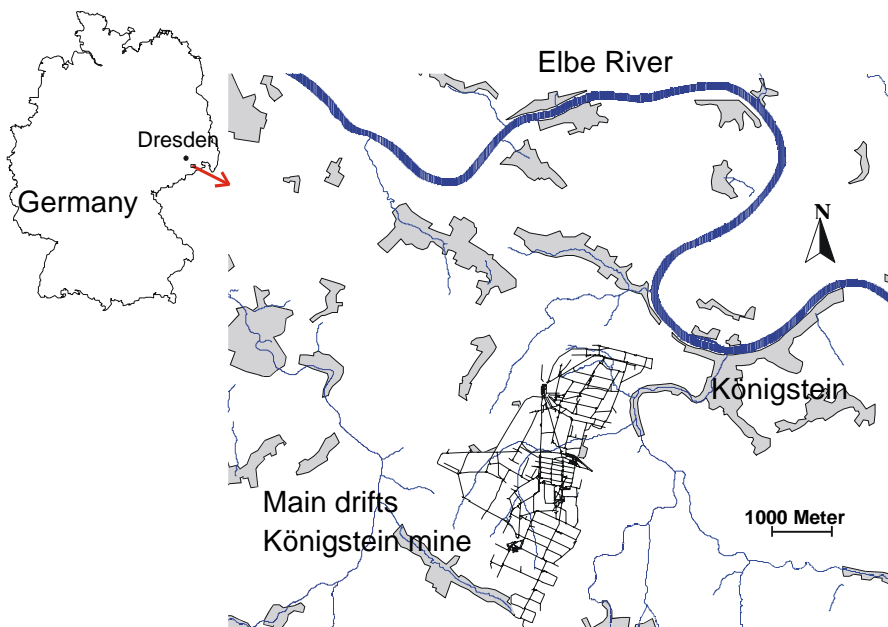 Elbe River
Dresden
Germany
N
Königstein
Main drifts
Königstein mine
1000 Meter